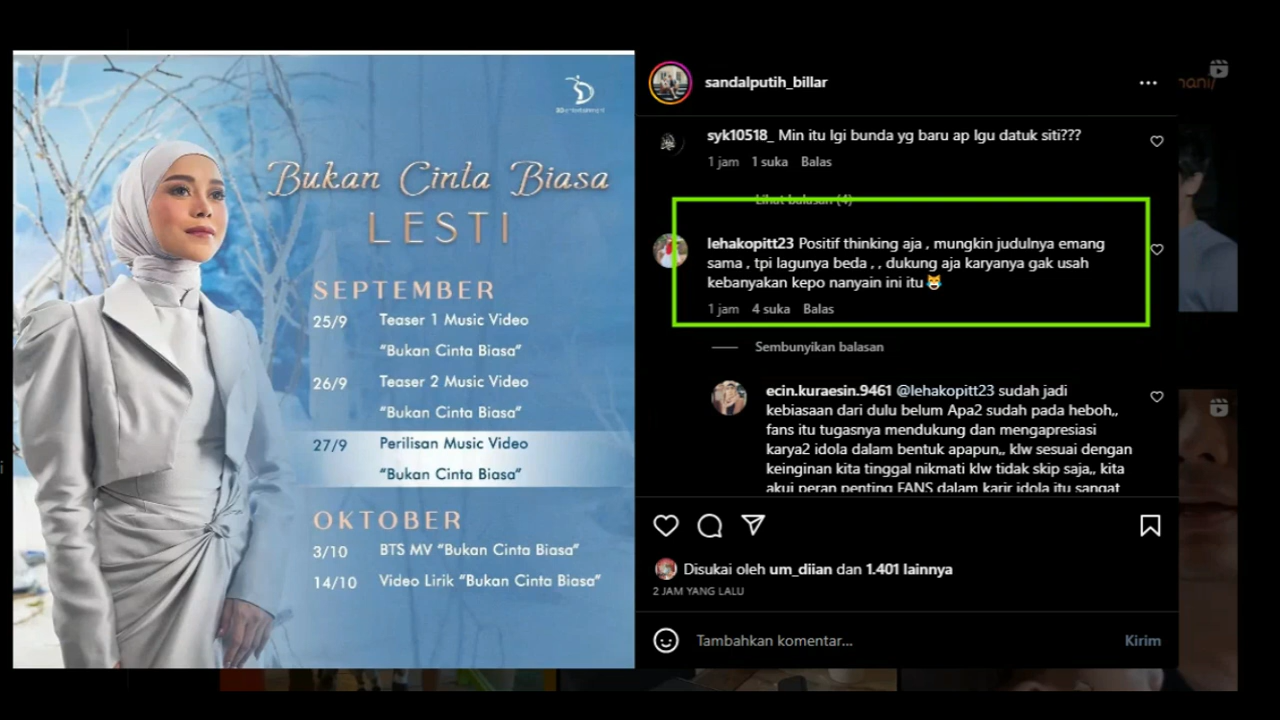 Bukan Cinta Biasa
LESTI
SEPTEMBER
25/9 Teaser 1 Music Video
"Bukan Cinta Biasa"
26/9 Teaser 2 Music Video
"Bukan Cinta Biasa"
27/9 Perilisan Music Video
"Bukan Cinta Biasa"
OKTOBER
3/10 BTS MV "Bukan Cinta Biasa"
14/10 Video Lirik "Bukan Cinta Biasa"
sandalputih_billar
syk10518_ Min itu lgi bunda yg baru ap lgu datuk siti???
1 jam 1 suka Balas
Lihat balasan (4)
lehakopitt23 Positif thinking aja , mungkin judulnya emang
sama , tpi lagunya beda , , dukung aja karyanya gak usah
kebanyakan kepo nanyain ini itu 😹
1 jam 4 suka Balas
Sembunyikan balasan
ecin.kuraesin.9461 @lehakopitt23 sudah jadi
kebiasaan dari dulu belum Apa2 sudah pada heboh,,
fans itu tugasnya mendukung dan mengapresiasi
karya2 idola dalam bentuk apapun,, klw sesuai dengan
keinginan kita tinggal nikmati klw tidak skip saja,, kita
akui peran penting FANS dalam karir idola itu sangat
Disukai oleh um_diian dan 1.401 lainnya
2 JAM YANG LALU
Tambahkan komentar...
Kirim